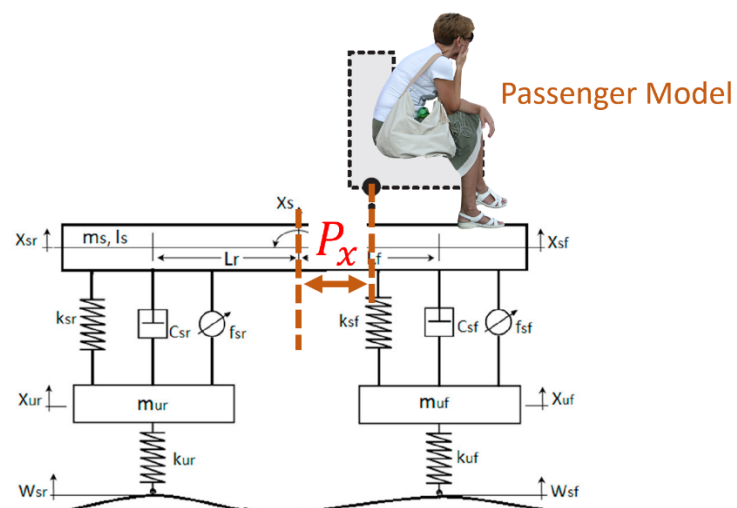 Passenger Model
Xs
Xsr
ms, Is
Px
Xsf
Lr
f
ksr
Csr
fsr
ksf
Csf
fsf
Xur
mur
muf
Xuf
kur
kuf
Wsr
Wsf